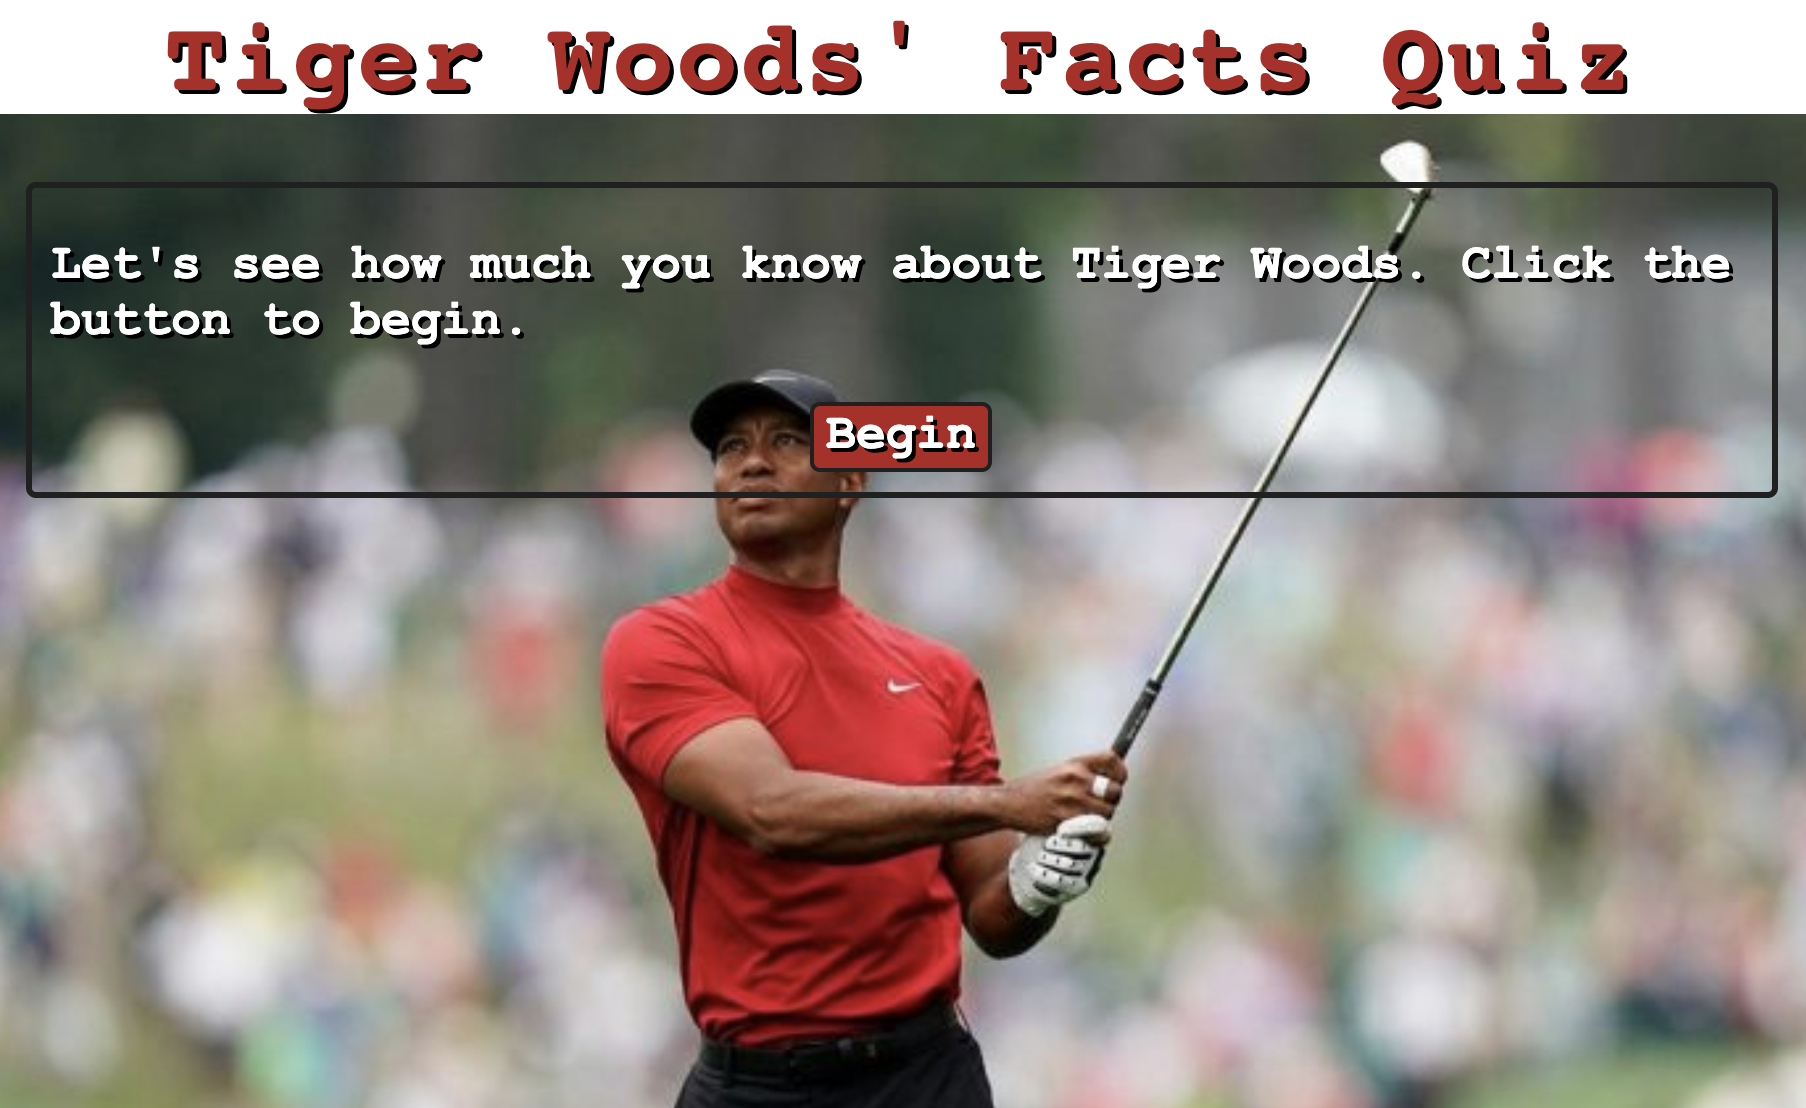 Tiger Woods' Facts Quiz
Let's see how much you know about Tiger Woods. Click the
button to begin.
Begin